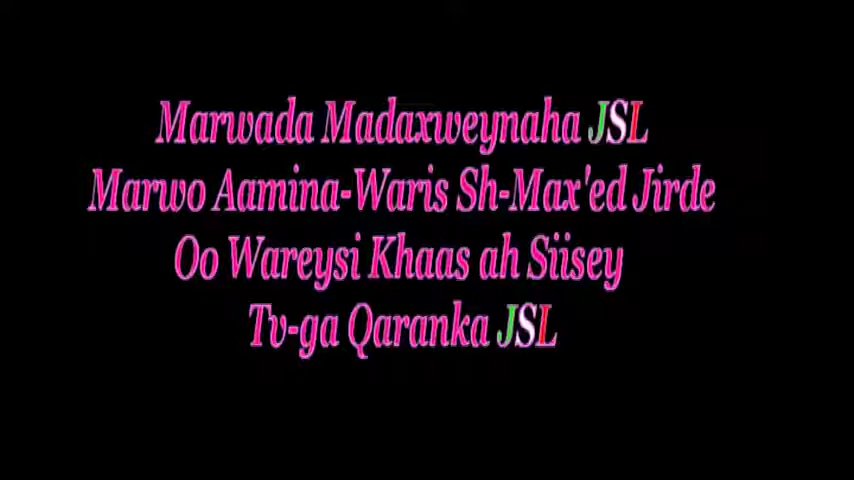 Marwada Madaxweynaha JSL
Marwo Aamina-Waris Sh-Max'ed Jirde
Oo Wareysi Khaas ah Siisey
Tv-ga Qaranka JSL